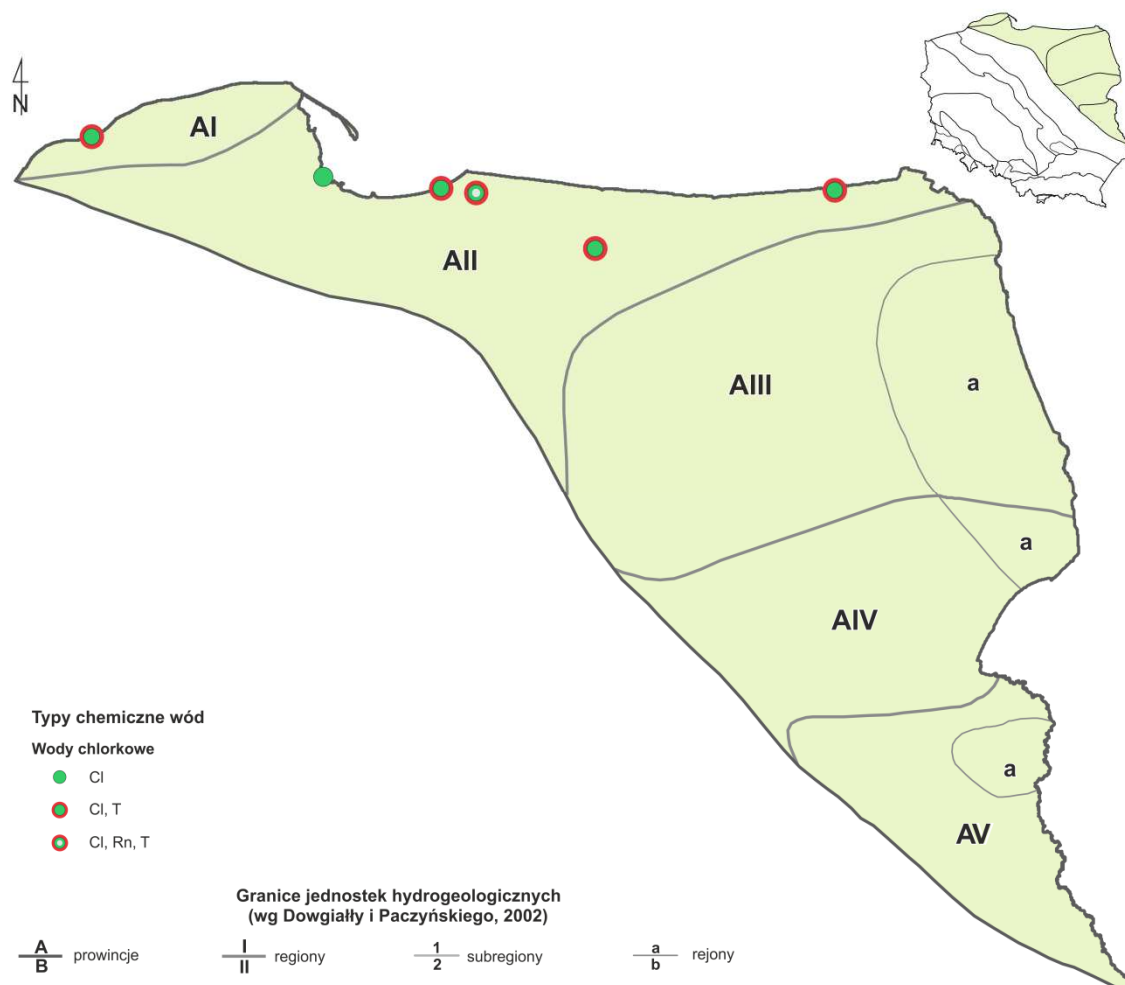 N
AI
AII
AIII
a
a
AIV
a
AV
Typy chemiczne wód
Wody chlorkowe
Cl
Cl, T
Cl, Rn, T
Granice jednostek hydrogeologicznych
(wg Dowgiałły i Paczyńskiego, 2002)
A
B
prowincje
I
II
regiony
1
2
subregiony
a
b
rejony